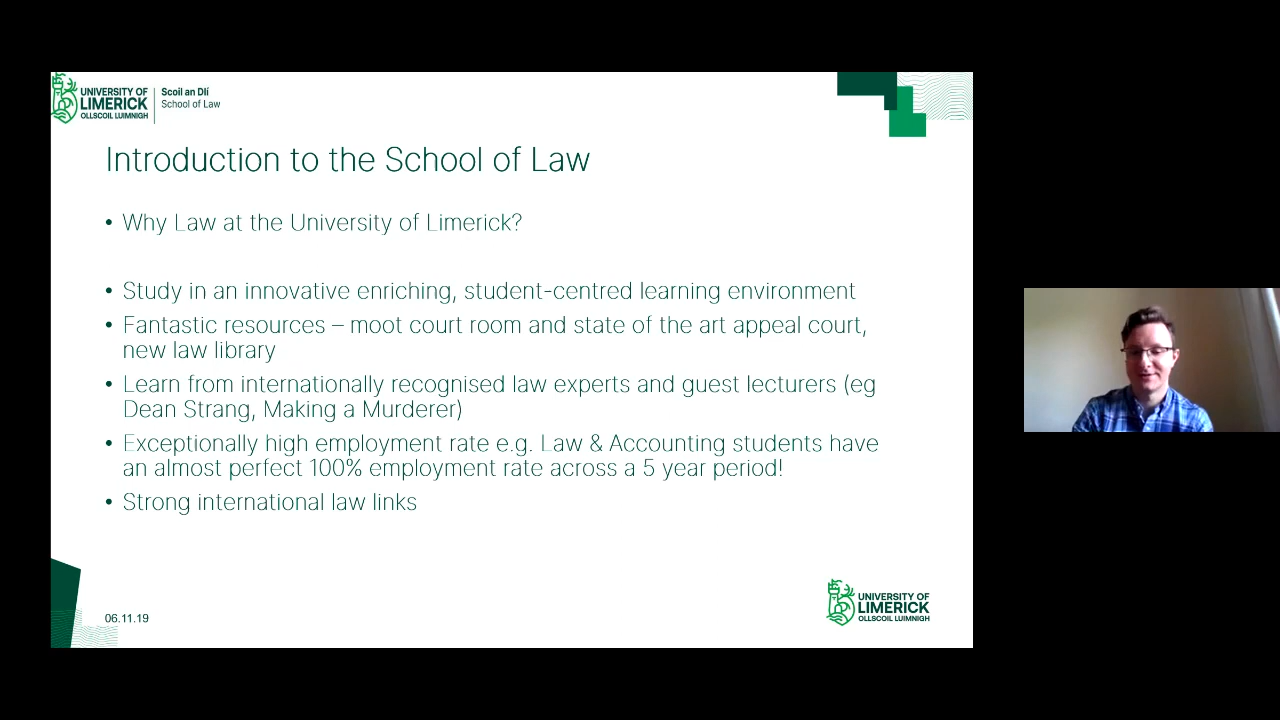 UNIVERSITY OF
LIMERICK
OLLSCOIL LUIMNIGH
Scoil an Dlí
School of Law
Introduction to the School of Law
• Why Law at the University of Limerick?
• Study in an innovative enriching, student-centred learning environment
• Fantastic resources – moot court room and state of the art appeal court,
new law library
• Learn from internationally recognised law experts and guest lecturers (eg
Dean Strang, Making a Murderer)
• Exceptionally high employment rate e.g. Law & Accounting students have
an almost perfect 100% employment rate across a 5 year period!
• Strong international law links
06.11.19
UNIVERSITY OF
LIMERICK
OLLSCOIL LUIMNIGH